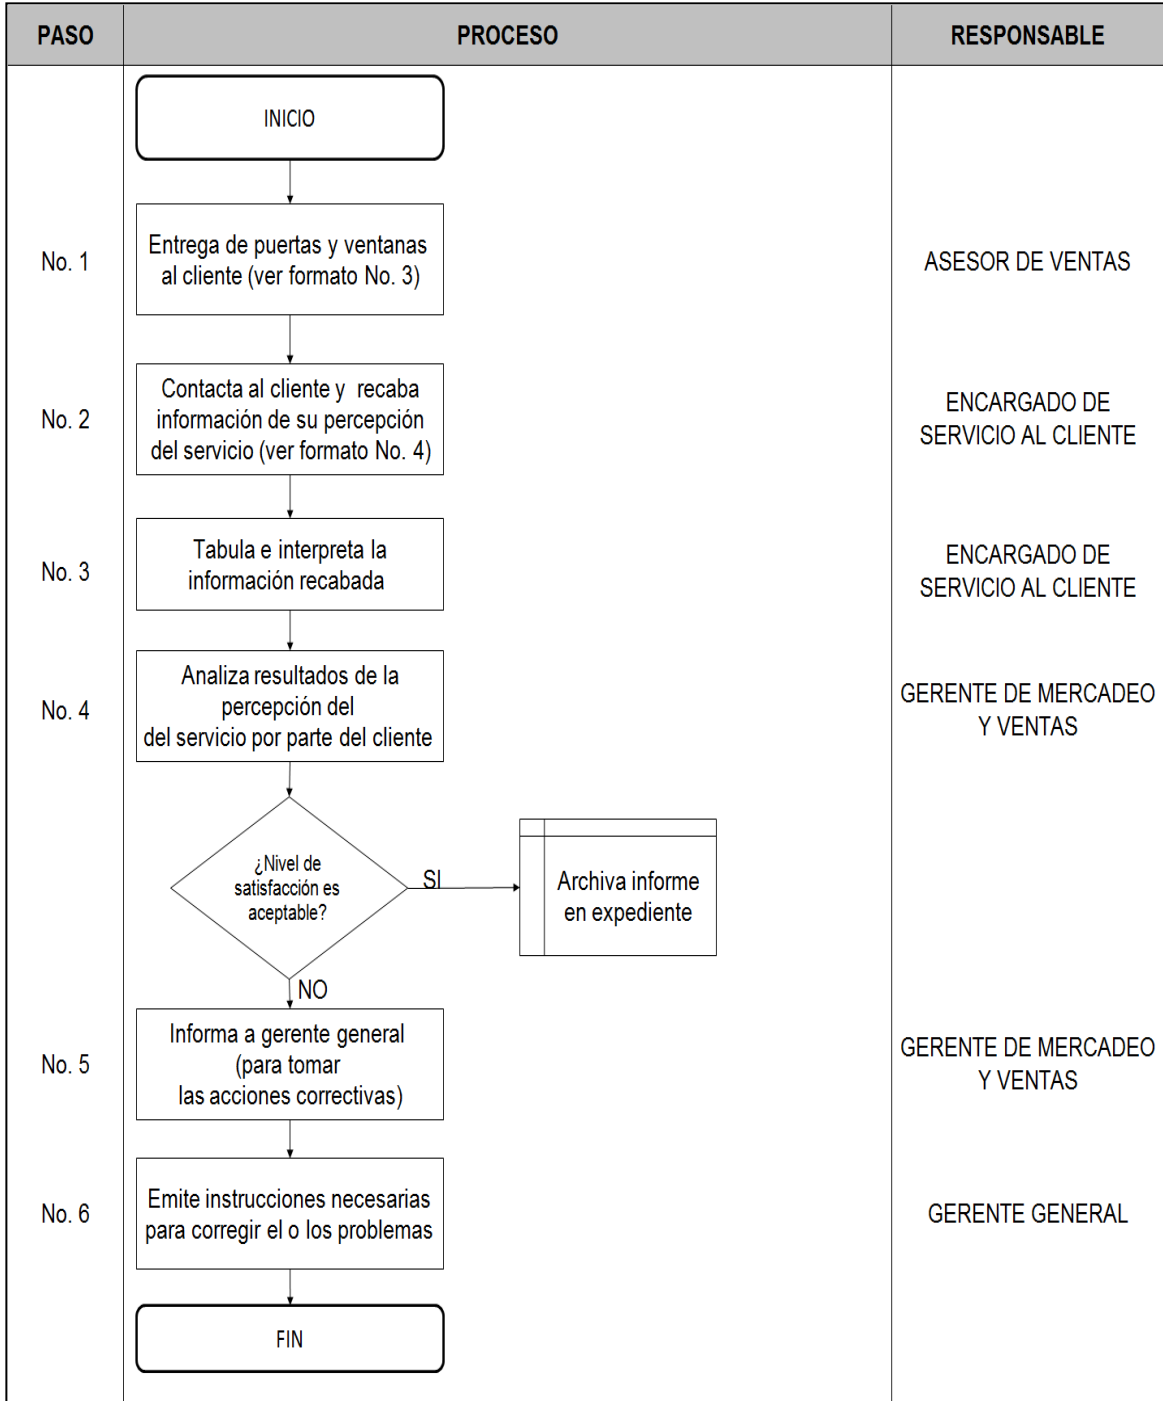 PASO
PROCESO
RESPONSABLE
INICIO
No. 1
Entrega de puertas y ventanas
al cliente (ver formato No. 3)
ASESOR DE VENTAS
No. 2
Contacta al cliente y recaba
información de su percepción
del servicio (ver formato No. 4)
ENCARGADO DE
SERVICIO AL CLIENTE
No. 3
Tabula e interpreta la
información recabada
ENCARGADO DE
SERVICIO AL CLIENTE
No. 4
Analiza resultados de la
percepción del
del servicio por parte del cliente
GERENTE DE MERCADEO
Y VENTAS
¿Nivel de
satisfacción es
aceptable?
SI
Archiva informe
en expediente
NO
No. 5
Informa a gerente general
(para tomar
las acciones correctivas)
GERENTE DE MERCADEO
Y VENTAS
No. 6
Emite instrucciones necesarias
para corregir el o los problemas
GERENTE GENERAL
FIN